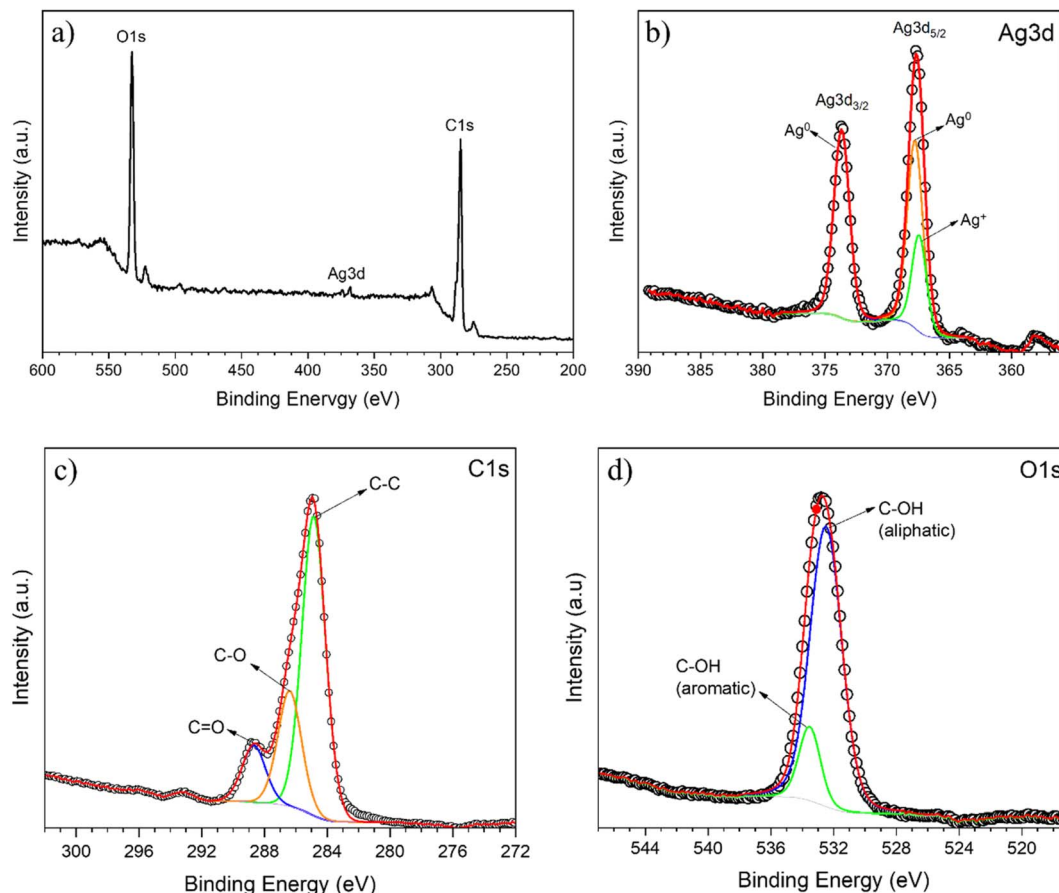 a)
O1s
C1s
Ag3d
Intensity (a.u.)
600 550 500 450 400 350 300 250 200
Binding Enervgy (eV)
b)
Ag3d
Ag3d5/2
Ag3d3/2
Ag0
Ag0
Ag+
Intensity (a.u.)
390 385 380 375 370 365 360
Binding Energy (eV)
c)
C1s
C-C
C-O
C=O
Intensity (a.u.)
300 296 292 288 284 280 276 272
Binding Energy (eV)
d)
O1s
C-OH
(aliphatic)
C-OH
(aromatic)
Intensity (a.u)
544 540 536 532 528 524 520
Binding Energy (eV)